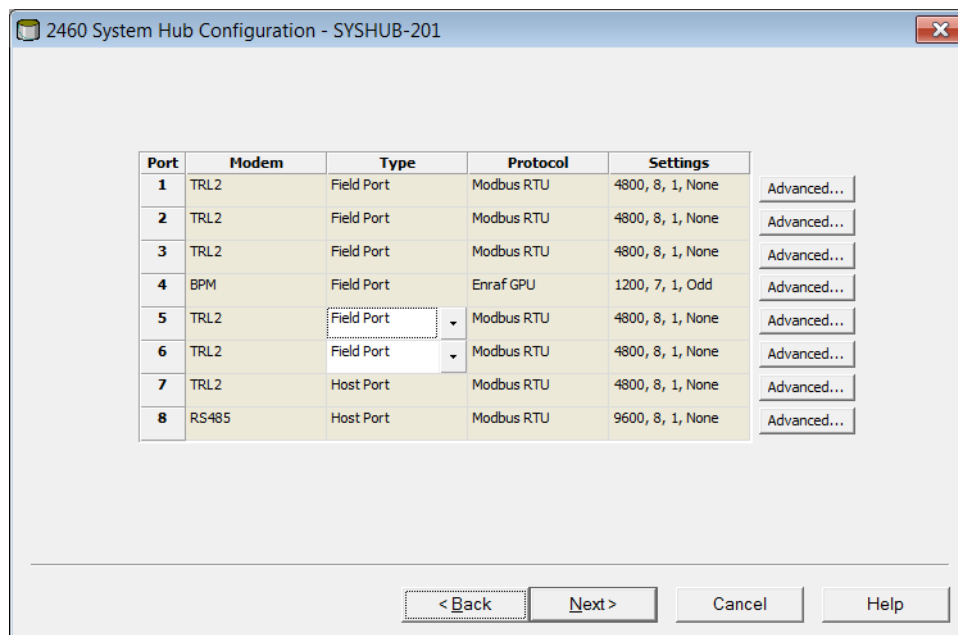 2460 System Hub Configuration - SYSHUB-201
Port Modem Type Protocol Settings
1 TRL2 Field Port Modbus RTU 4800, 8, 1, None Advanced...
2 TRL2 Field Port Modbus RTU 4800, 8, 1, None Advanced...
3 TRL2 Field Port Modbus RTU 4800, 8, 1, None Advanced...
4 BPM Field Port Enraf GPU 1200, 7, 1, Odd Advanced...
5 TRL2 Field Port Modbus RTU 4800, 8, 1, None Advanced...
6 TRL2 Field Port Modbus RTU 4800, 8, 1, None Advanced...
7 TRL2 Host Port Modbus RTU 4800, 8, 1, None Advanced...
8 RS485 Host Port Modbus RTU 9600, 8, 1, None Advanced...
< Back Next > Cancel Help